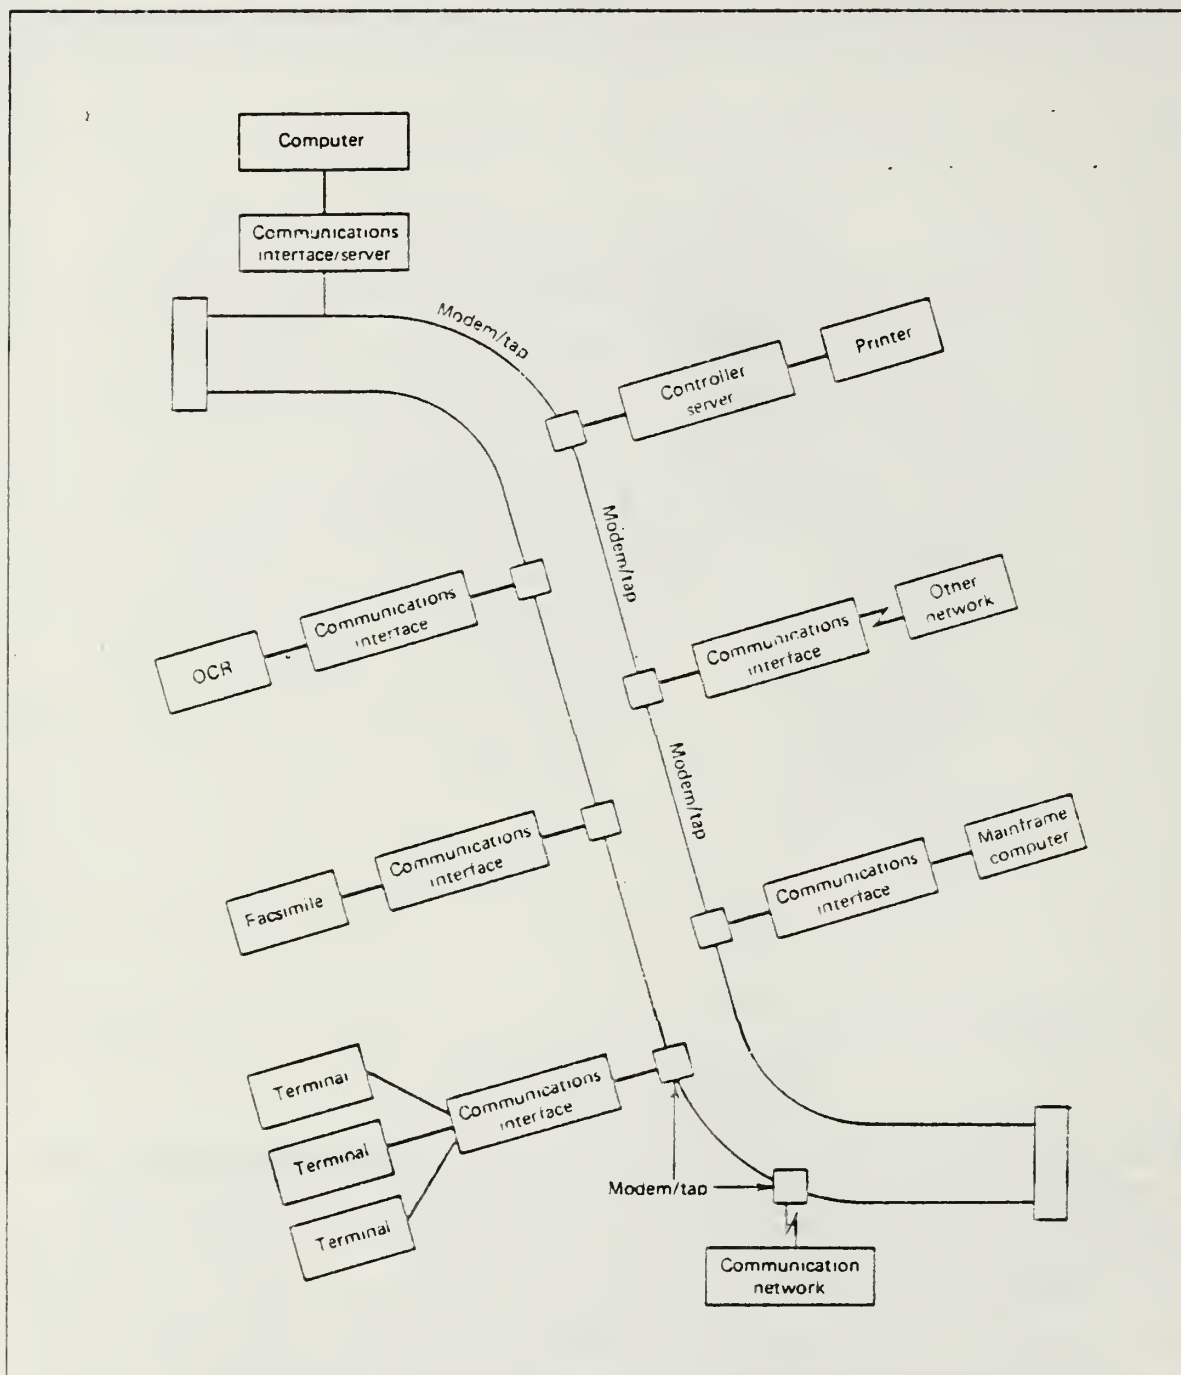 Computer
Communications
interface/server
Modem/tap
Printer
Controller
server
Modem/tap
Other
network
Communications
interface
OCR
Communications
interface
Modem/tap
Mainframe
computer
Communications
interface
Communications
interface
Facsimile
Terminal
Communications
interface
Terminal
Terminal
Modem/tap
Communication
network